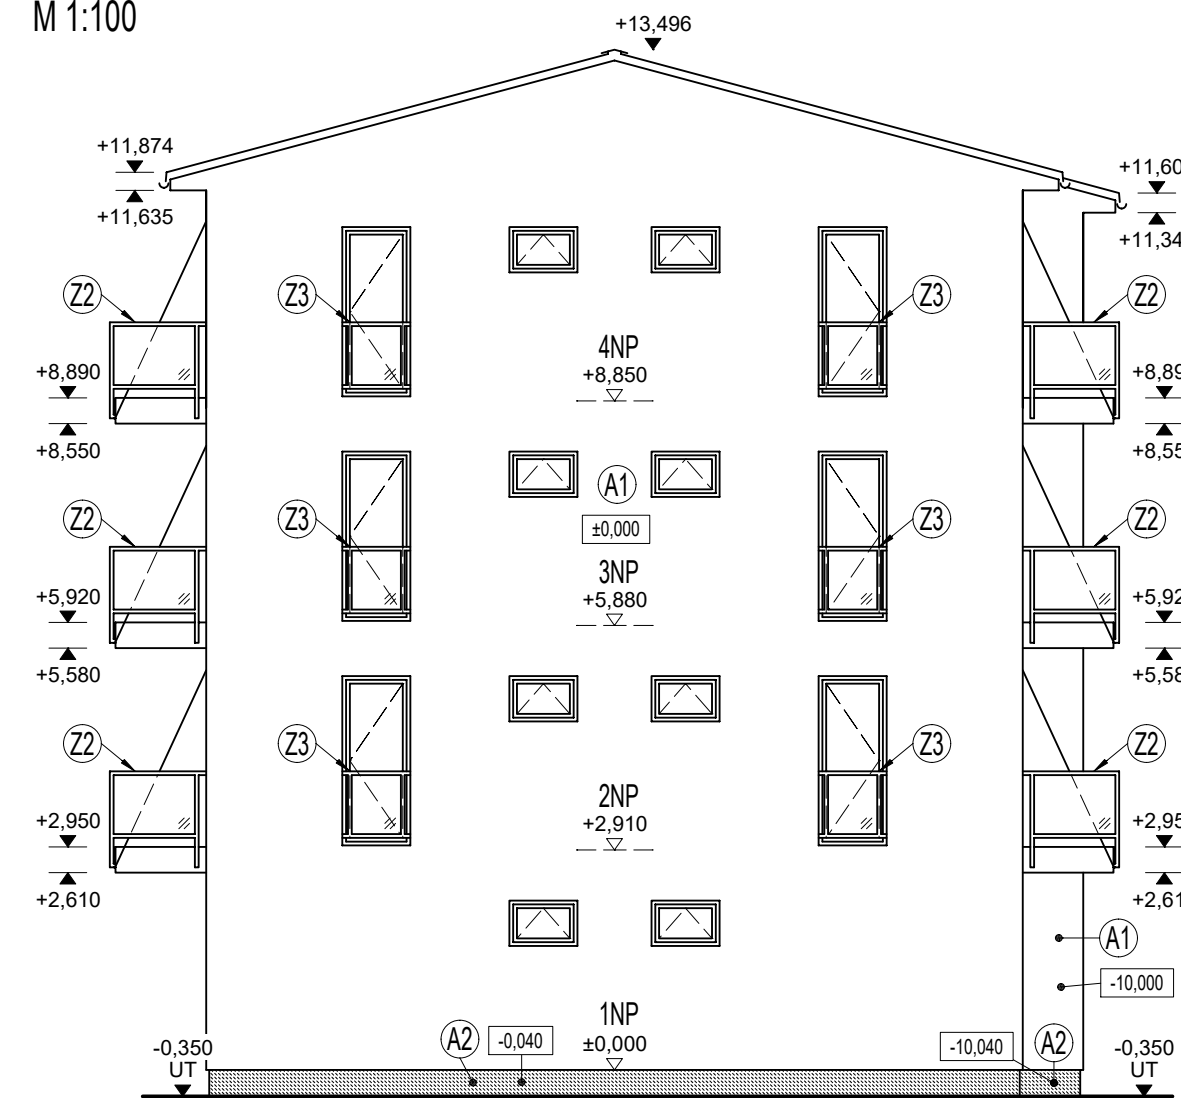 M 1:100
+13,496
+11,874
+11,635
+11,60
+11,34
Z2
Z3
Z3
Z2
4NP
+8,850
+8,890
+8,550
+8,89
+8,55
A1
±0,000
Z2
Z3
Z3
Z2
3NP
+5,880
+5,920
+5,580
+5,92
+5,58
Z2
Z3
Z3
Z2
2NP
+2,910
+2,950
+2,610
+2,95
+2,61
A1
-10,000
1NP
±0,000
A2
-0,040
-10,040
A2
-0,350
UT
-0,350
UT